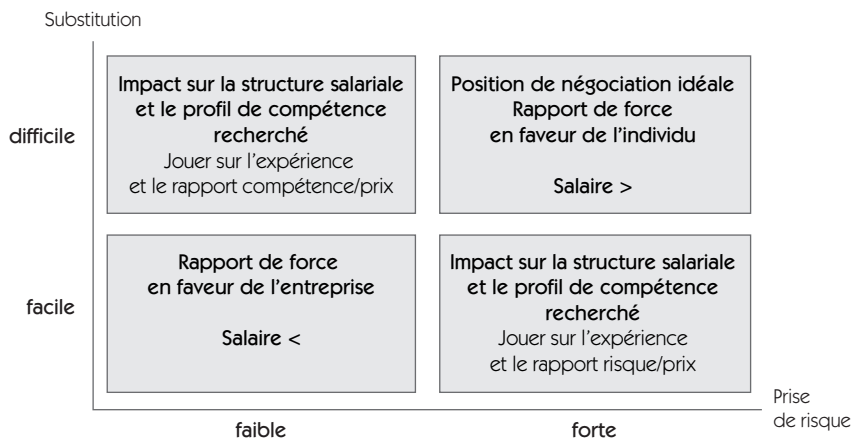 Substitution
difficile
Impact sur la structure salariale
et le profil de compétence
recherché
Jouer sur l'expérience
et le rapport compétence/prix
Position de négociation idéale
Rapport de force
en faveur de l'individu
Salaire >
facile
Rapport de force
en faveur de l'entreprise
Salaire <
Impact sur la structure salariale
et le profil de compétence
recherché
Jouer sur l'expérience
et le rapport risque/prix
faible
forte
Prise
de risque